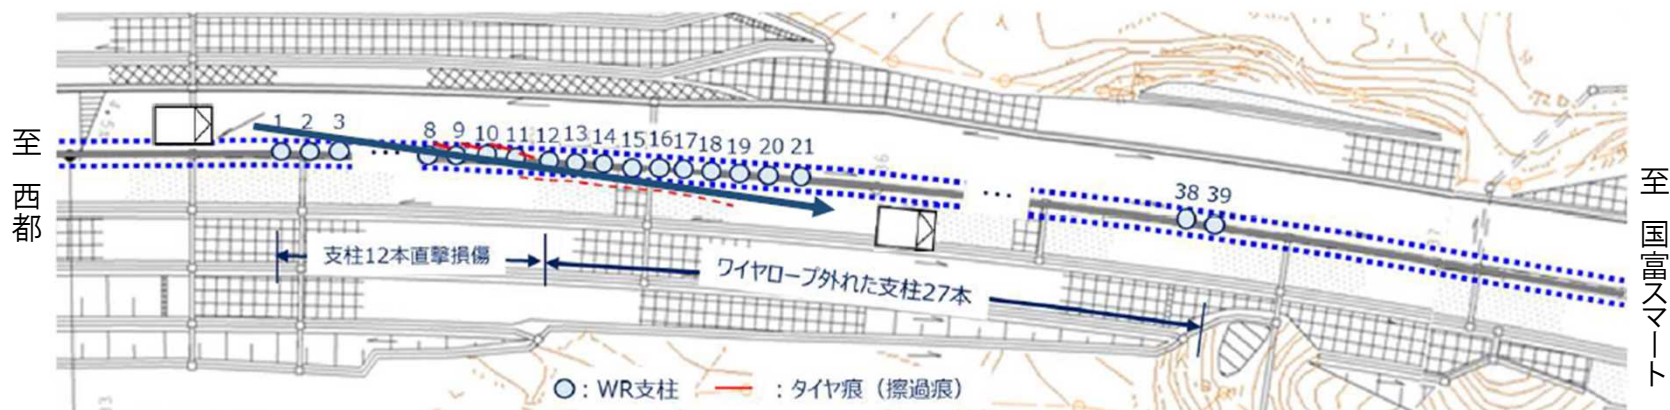 至 西都
1 2 3 … 8 9 10 11 12 13 14 15 16 17 18 19 20 21 … 38 39
至 国富スマート
支柱12本直撃損傷
ワイヤロープ外れた支柱27本
：WR支柱 ：タイヤ痕（擦過痕）